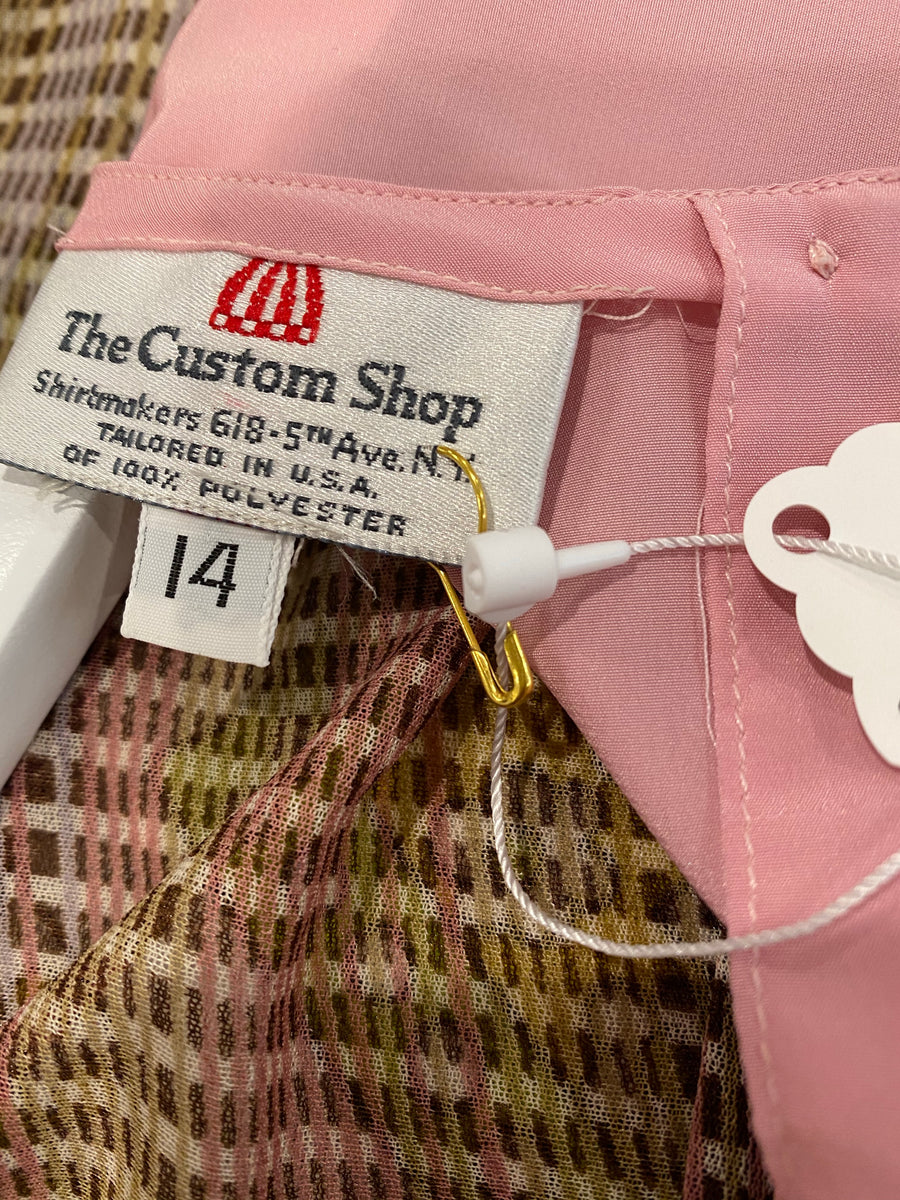 The Custom Shop
Shirtmakers 618-5TH Ave. N.Y.
TAILORED IN U.S.A.
OF 100% POLYESTER
14